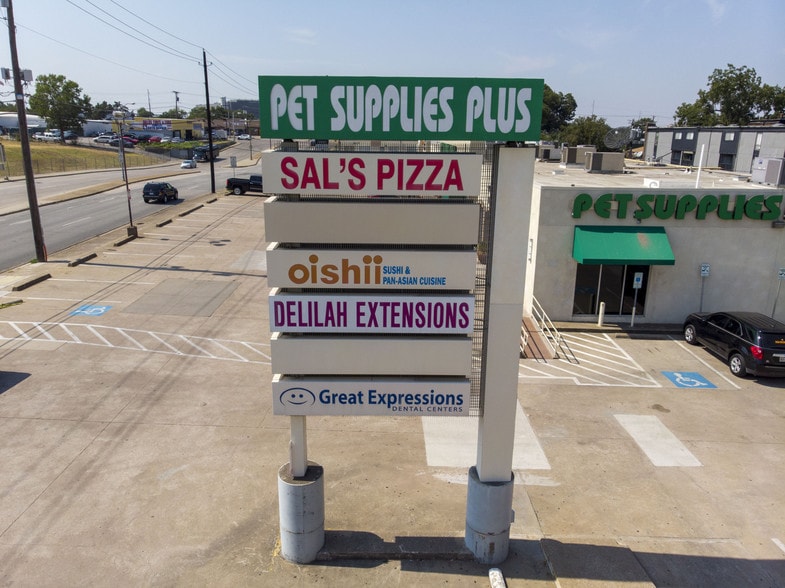 PET SUPPLIES PLUS
SAL'S PIZZA
oishii SUSHI &
PAN-ASIAN CUISINE
DELILAH EXTENSIONS
Great Expressions
DENTAL CENTERS
PET SUPPLIES